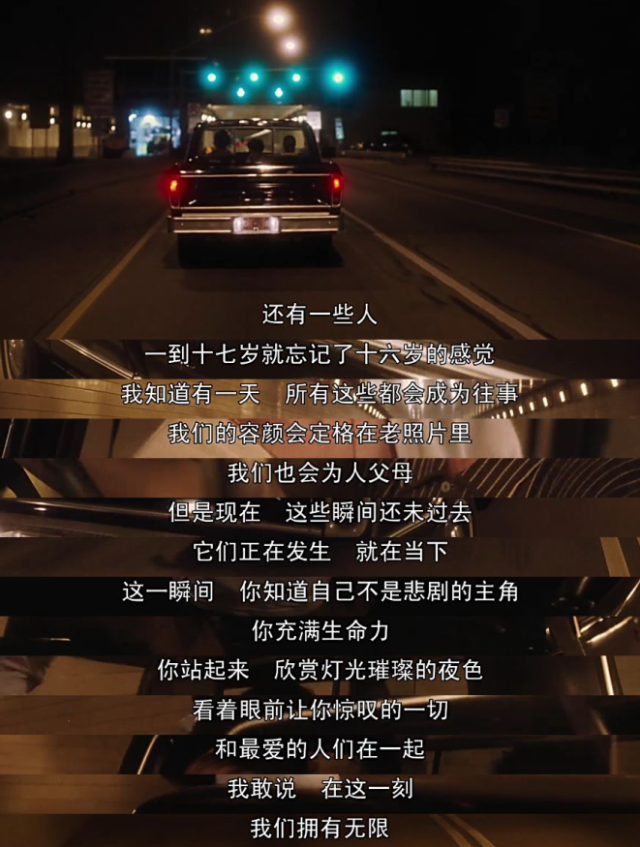 还有一些人
一到十七岁就忘记了十六岁的感觉
我知道有一天　所有这些都会成为往事
我们的容颜会定格在老照片里
我们也会为人父母
但是现在　这些瞬间还未过去
它们正在发生　就在当下
这一瞬间　你知道自己不是悲剧的主角
你充满生命力
你站起来　欣赏灯光璀璨的夜色
看着眼前让你惊叹的一切
和最爱的人们在一起
我敢说　在这一刻
我们拥有无限